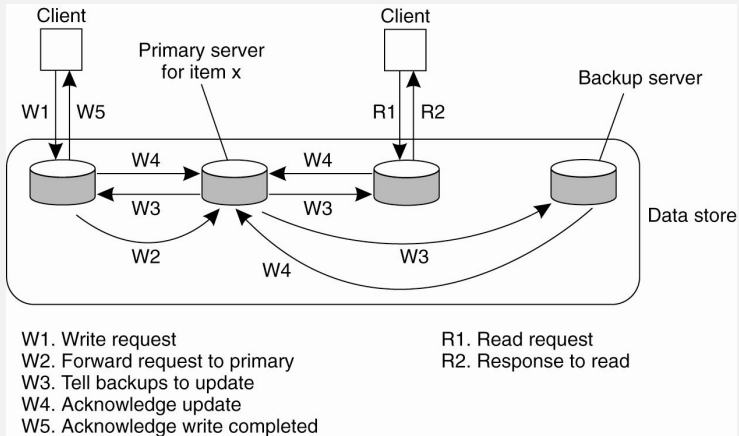 Client
Client
Primary server
for item x
Backup server
W1
W5
R1
R2
W4
W4
W3
W3
Data store
W2
W3
W4
W1. Write request
W2. Forward request to primary
W3. Tell backups to update
W4. Acknowledge update
W5. Acknowledge write completed
R1. Read request
R2. Response to read